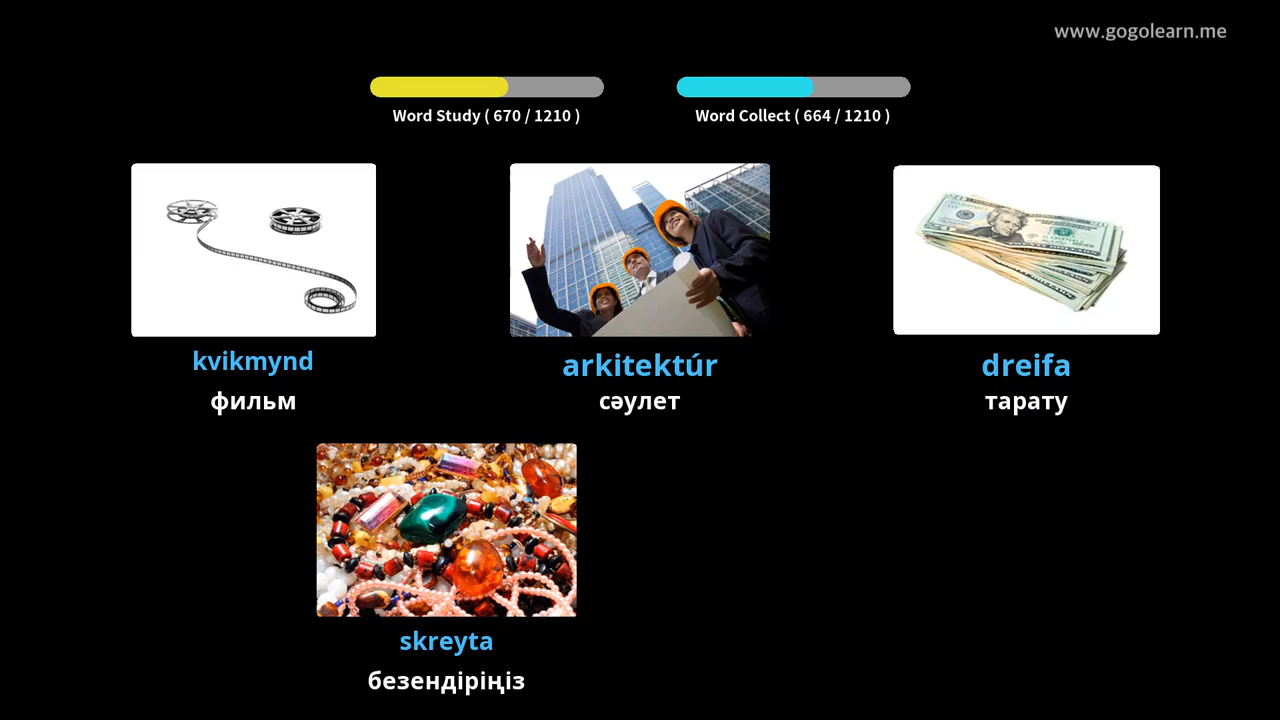 www.gogolearn.me
Word Study ( 670 / 1210 )
Word Collect ( 664 / 1210 )
kvikmynd
фильм
arkitektúr
сәулет
dreifa
тарату
skreyta
безендіріңіз